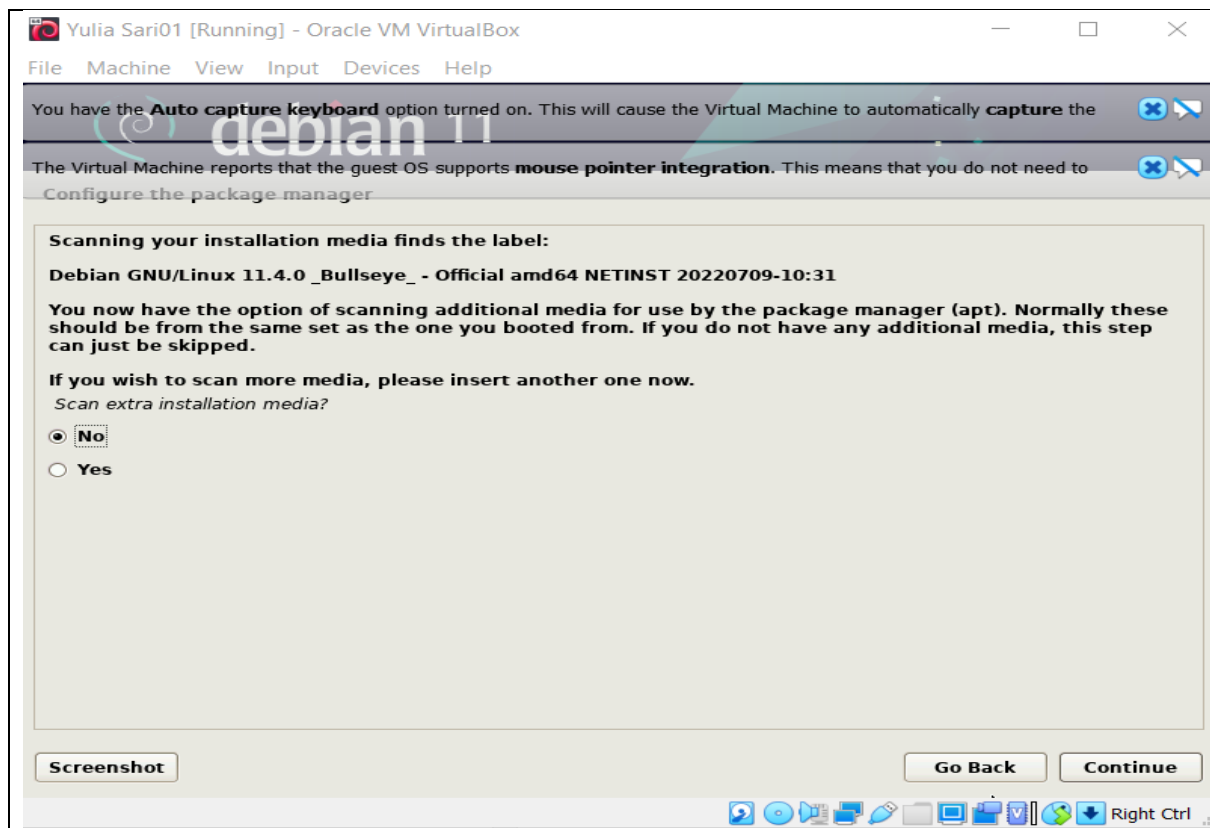 Yulia Sari01 [Running] - Oracle VM VirtualBox
File Machine View Input Devices Help
You have the Auto capture keyboard option turned on. This will cause the Virtual Machine to automatically capture the
debian 11
The Virtual Machine reports that the guest OS supports mouse pointer integration. This means that you do not need to
Configure the package manager
Scanning your installation media finds the label:
Debian GNU/Linux 11.4.0 _Bullseye_ - Official amd64 NETINST 20220709-10:31
You now have the option of scanning additional media for use by the package manager (apt). Normally these
should be from the same set as the one you booted from. If you do not have any additional media, this step
can just be skipped.
If you wish to scan more media, please insert another one now.
Scan extra installation media?
No
Yes
Screenshot
Go Back
Continue
Right Ctrl